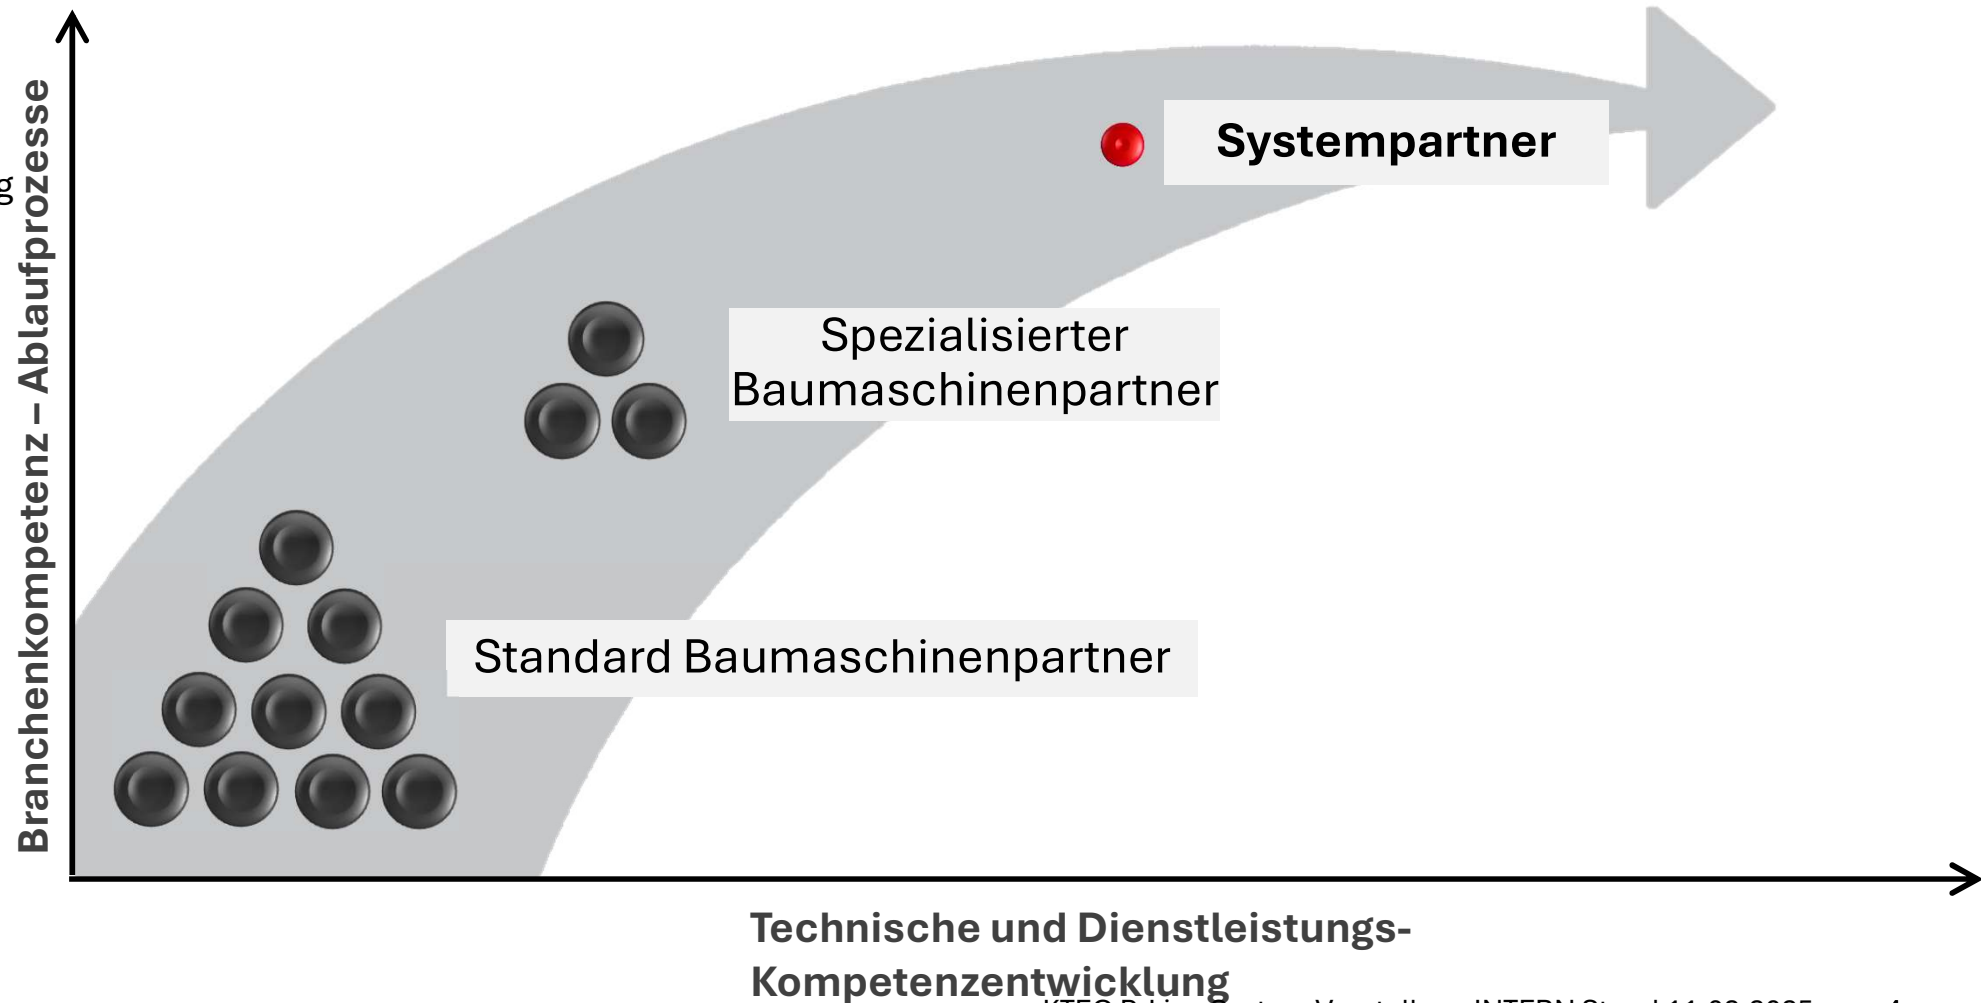 Branchenkompetenz – Ablaufprozesse
Systempartner
Spezialisierter
Baumaschinenpartner
Standard Baumaschinenpartner
Technische und Dienstleistungs-
Kompetenzentwicklung